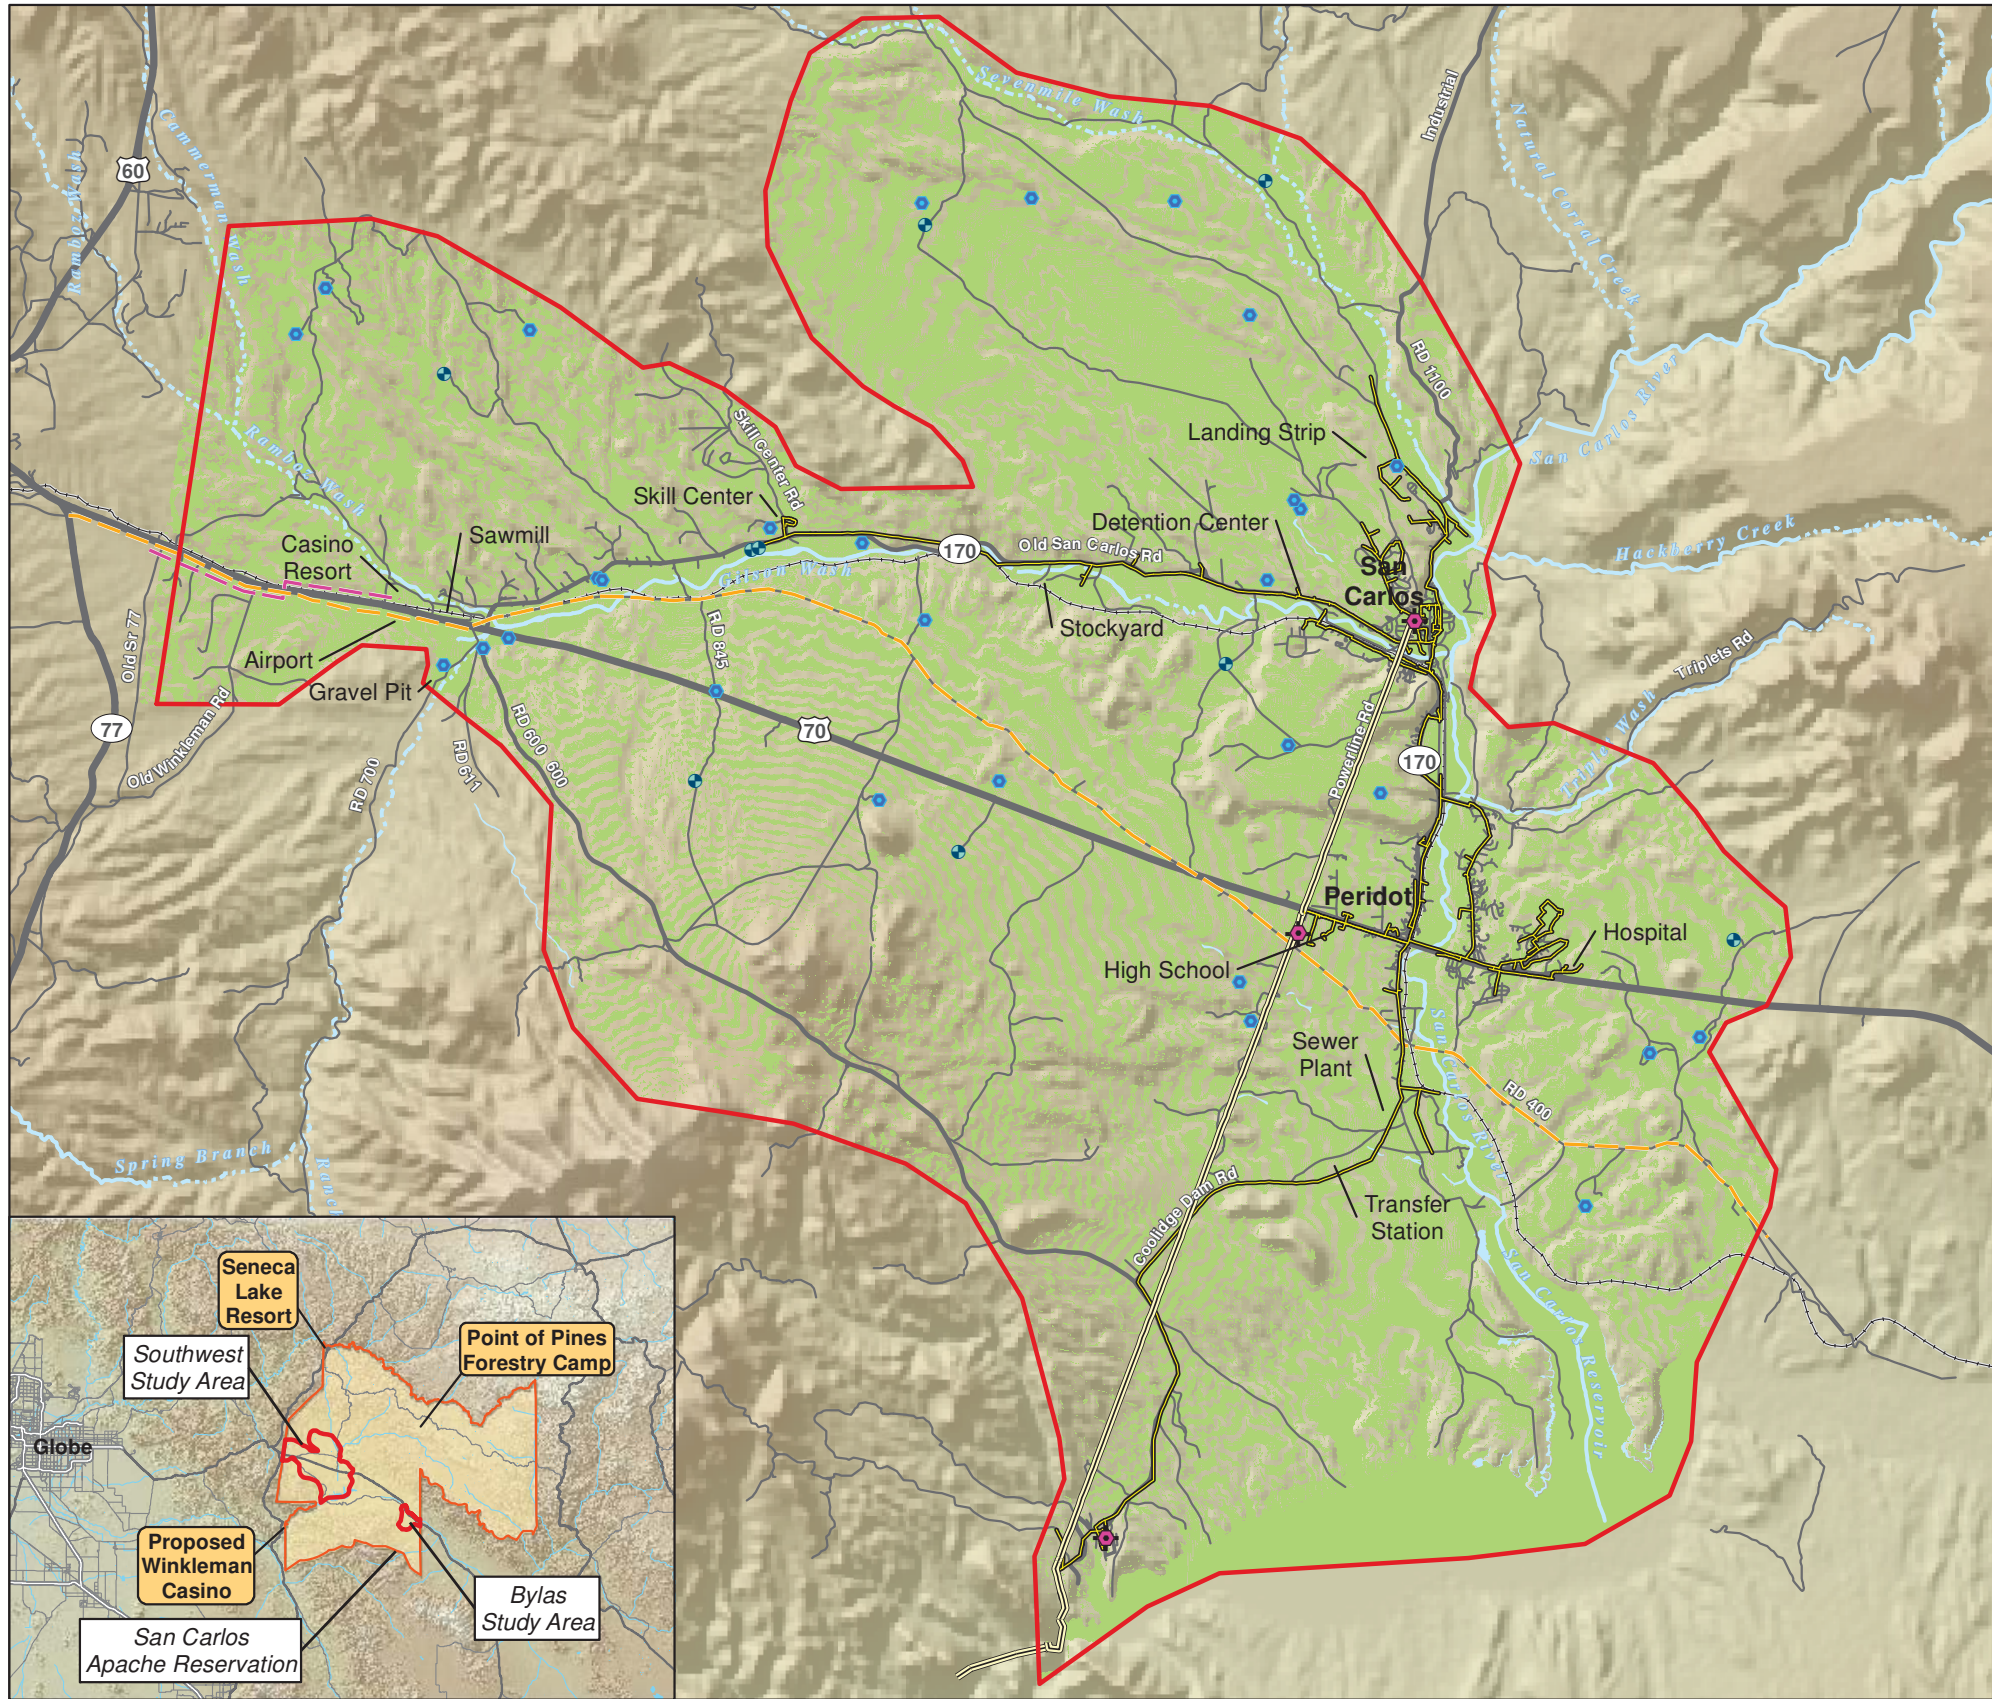 Sevenmile Wash
Industrial
Natural Corral Creek
Cammerman Wash
Ramboz Wash
60
RD 1100
San Carlos River
Landing Strip
Skill Center Rd
Ramboz Wash
Skill Center
Sawmill
Casino
Resort
Detention Center
170
Old San Carlos Rd
Hackberry Creek
Gilson Wash
San
Carlos
Stockyard
Triplets Rd
Old Sr 77
Airport
Gravel Pit
RD 845
Old Winkleman Rd
77
RD 600
600
RD 611
RD 700
70
Powerline Rd
170
Triplet Wash
Peridot
Hospital
High School
San Carlos River
Sewer
Plant
RD 400
Spring Branch
Ranch
Coolidge Dam Rd
Transfer
Station
San Carlos Reservoir
Seneca
Lake
Resort
Point of Pines
Forestry Camp
Southwest
Study Area
Globe
Proposed
Winkleman
Casino
Bylas
Study Area
San Carlos
Apache Reservation